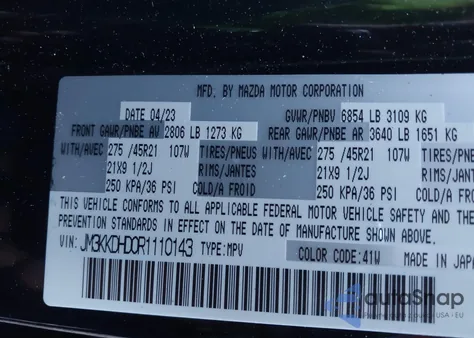 MFD. BY MAZDA MOTOR CORPORATION
DATE 04/23 GVWR/PNBV 6854 LB 3109 KG
FRONT GAWR/PNBE AV 2806 LB 1273 KG REAR GAWR/PNBE AR 3640 LB 1651 KG
WITH/AVEC 275 /45R21 107W TIRES/PNEUS WITH/AVEC 275 /45R21 107W TIRES/PN
21X9 1/2J RIMS/JANTES 21X9 1/2J RIMS/JA
250 KPA/36 PSI COLD/A FROID 250 KPA/36 PSI COLD/A F
THIS VEHICLE CONFORMS TO ALL APPLICABLE FEDERAL MOTOR VEHICLE SAFETY AND THE
PREVENTION STANDARDS IN EFFECT ON THE DATE OF MANUFACTURE SHOWN ABOVE.
VIN: JM3KKDHD0R1110143 TYPE:MPV COLOR CODE:41W MADE IN JAPA
autoSnap
USA - EU